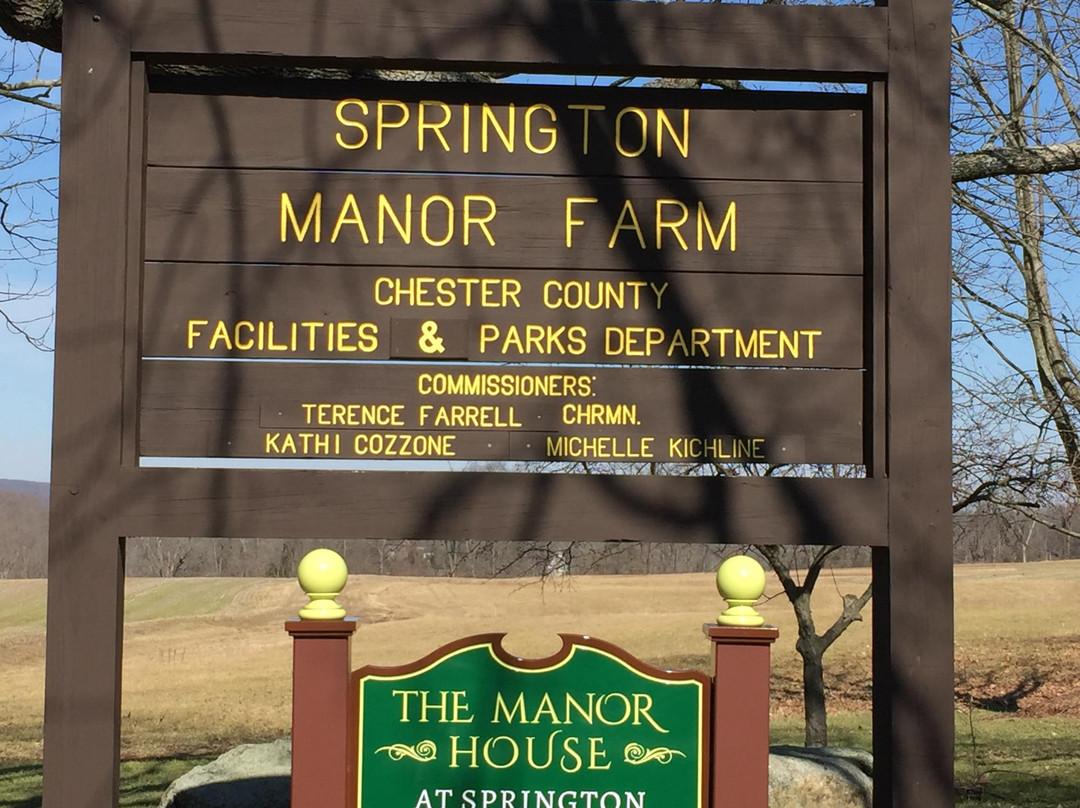 SPRINGTON
MANOR FARM
CHESTER COUNTY
FACILITIES & PARKS DEPARTMENT
COMMISSIONERS:
TERENCE FARRELL · CHRMN.
KATHI COZZONE MICHELLE KICHLINE
THE MANOR
HOUSE
AT SPRINGTON